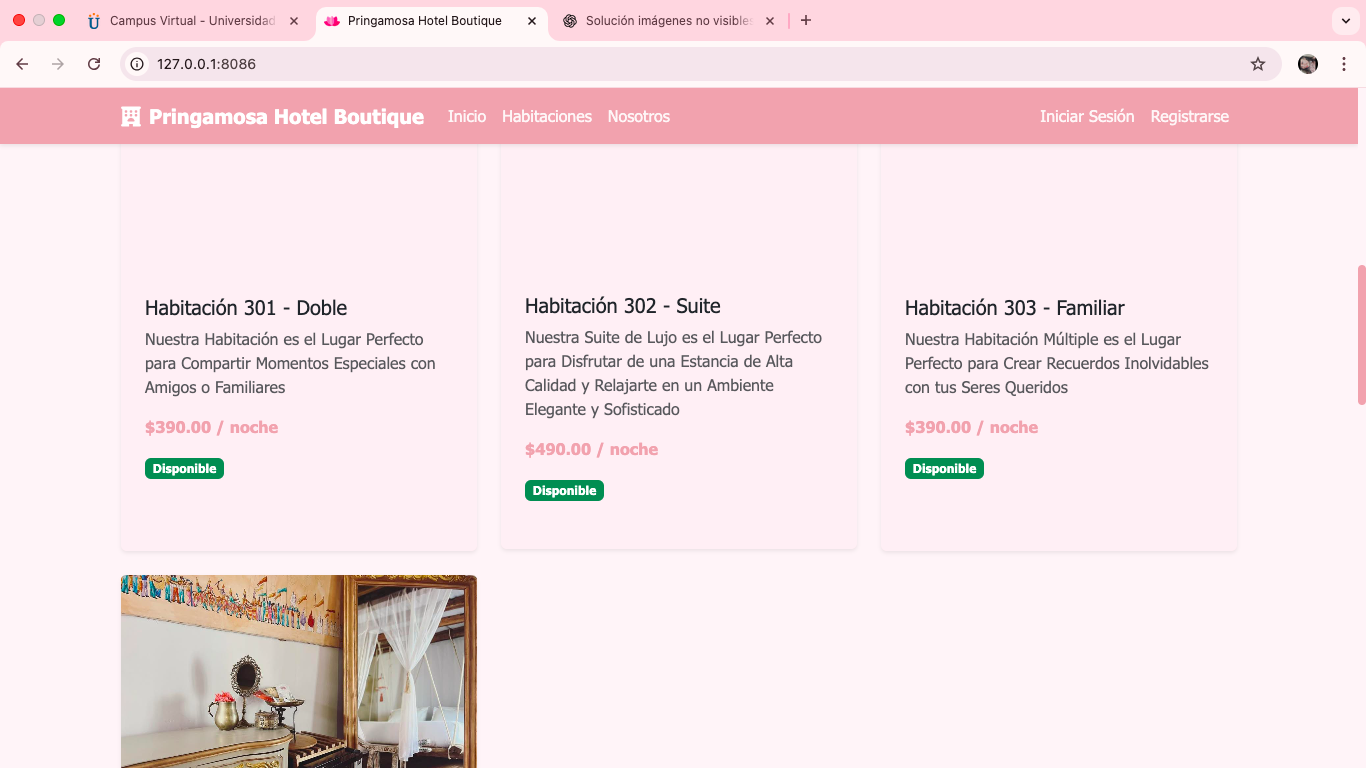 Campus Virtual - Universidad
Pringamosa Hotel Boutique
Solución imágenes no visibles
127.0.0.1:8086
Pringamosa Hotel Boutique
Inicio
Habitaciones
Nosotros
Iniciar Sesión
Registrarse
Habitación 301 - Doble
Nuestra Habitación es el Lugar Perfecto
para Compartir Momentos Especiales con
Amigos o Familiares
$390.00 / noche
Disponible
Habitación 302 - Suite
Nuestra Suite de Lujo es el Lugar Perfecto
para Disfrutar de una Estancia de Alta
Calidad y Relajarte en un Ambiente
Elegante y Sofisticado
$490.00 / noche
Disponible
Habitación 303 - Familiar
Nuestra Habitación Múltiple es el Lugar
Perfecto para Crear Recuerdos Inolvidables
con tus Seres Queridos
$390.00 / noche
Disponible